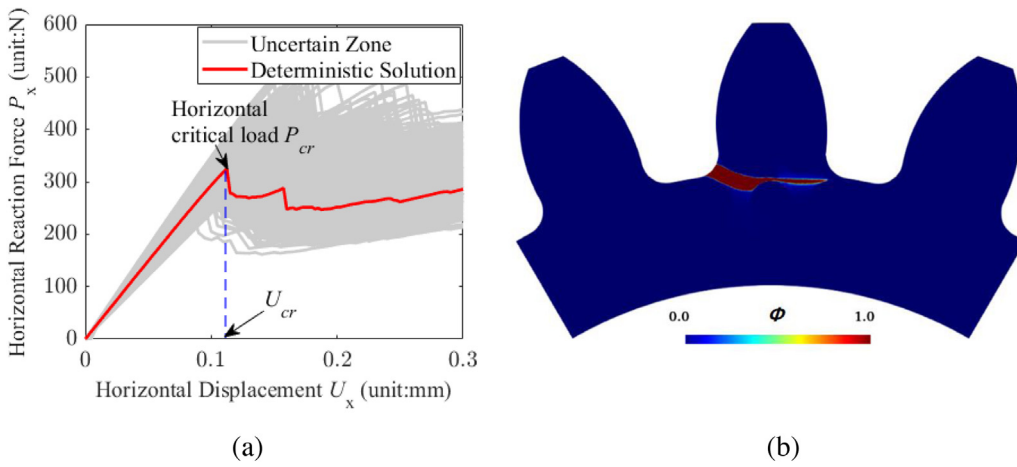 600
500
400
300
200
100
0
Horizontal Reaction Force P_x (unit:N)
Uncertain Zone
Deterministic Solution
Horizontal
critical load P_cr
U_cr
0
0.1
0.2
0.3
Horizontal Displacement U_x (unit:mm)
(a)
0.0
Φ
1.0
(b)